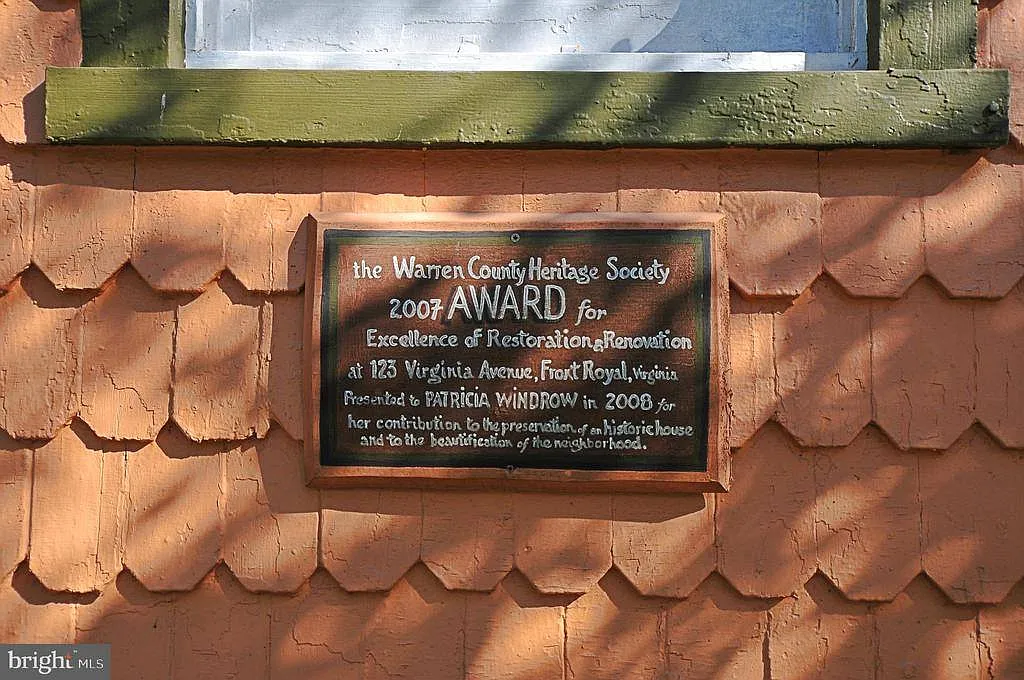 the Warren County Heritage Society
2007 AWARD for
Excellence of Restoration & Renovation
at 123 Virginia Avenue, Front Royal, Virginia
Presented to PATRICIA WINDROW in 2008 for
her contribution to the preservation of an historic house
and to the beautification of the neighborhood.
bright MLS